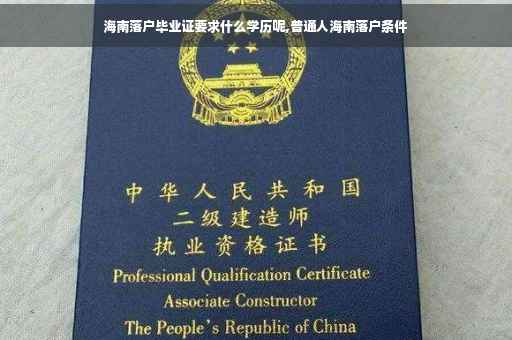 海南落户毕业证要求什么学历呢,普通人海南落户条件
中华人民共和国
二级建造师
执业资格证书
Professional Qualification Certificate
Associate Constructor
The People's Republic of China